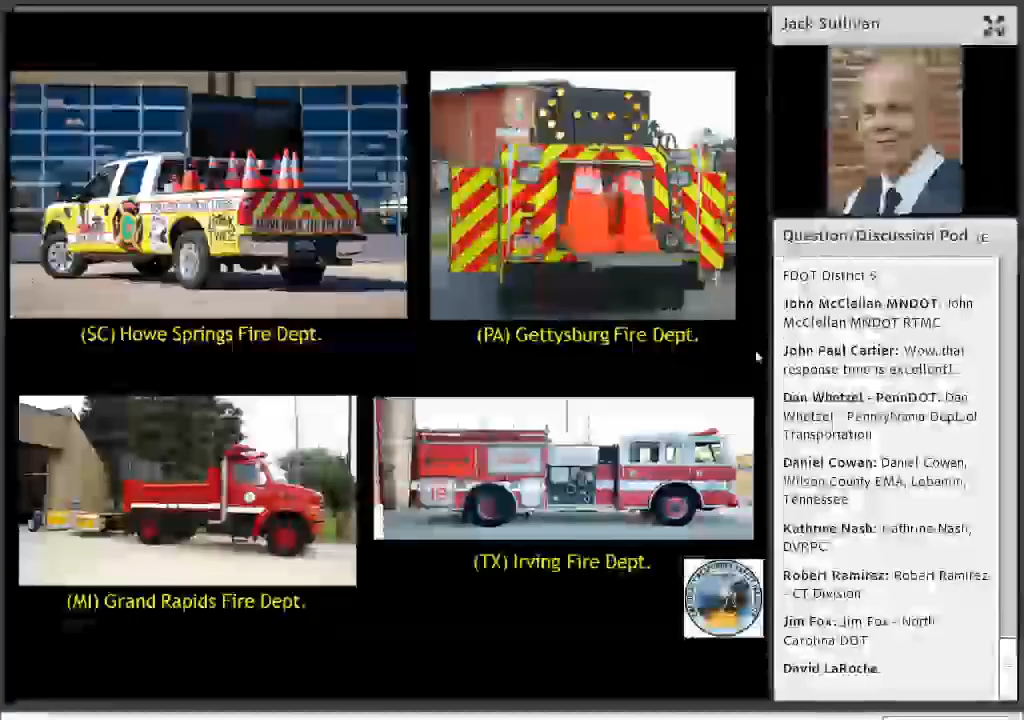 (SC) Howe Springs Fire Dept.
(PA) Gettysburg Fire Dept.
(MI) Grand Rapids Fire Dept.
18
(TX) Irving Fire Dept.
Jack Sullivan
Question/Discussion Pod
FDOT District 5
John McClellan MNDOT: John
McClellan MNDOT RTMC
John Paul Cartier: Wow..that
response time is excellent!..
Dan Whetzel - PennDOT: Dan
Whetzel - Pennsylvania Dept. of
Transportation
Daniel Cowan: Daniel Cowan,
Wilson County EMA, Lebanon,
Tennessee
Kathrine Nash: Kathrine Nash,
DVRPC
Robert Ramirez: Robert Ramirez
- CT Division
Jim Fox: Jim Fox - North
Carolina DOT
David LaRoche: